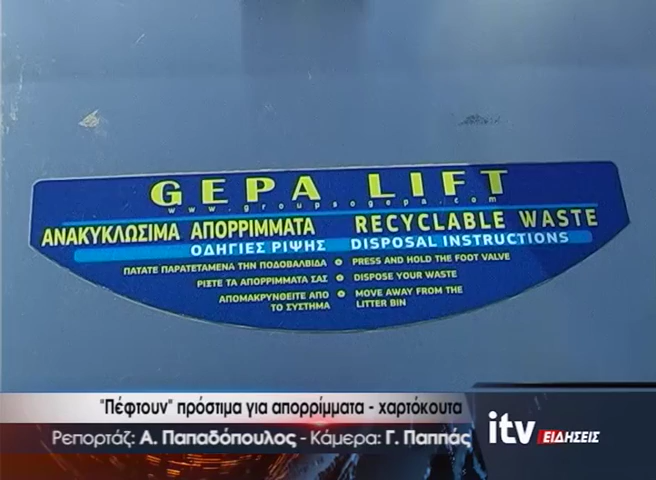 GEPA LIFT
www.groupsogepa.com
ΑΝΑΚΥΚΛΩΣΙΜΑ ΑΠΟΡΡΙΜΜΑΤΑ RECYCLABLE WASTE
ΟΔΗΓΙΕΣ ΡΙΨΗΣ DISPOSAL INSTRUCTIONS
ΠΑΤΑΤΕ ΠΑΡΑΤΕΤΑΜΕΝΑ ΤΗΝ ΠΟΔΟΒΑΛΒΙΔΑ PRESS AND HOLD THE FOOT VALVE
ΡΙΞΤΕ ΤΑ ΑΠΟΡΡΙΜΜΑΤΑ ΣΑΣ DISPOSE YOUR WASTE
ΑΠΟΜΑΚΡΥΝΘΕΙΤΕ ΑΠΟ MOVE AWAY FROM THE
ΤΟ ΣΥΣΤΗΜΑ LITTER BIN
"Πέφτουν" πρόστιμα για απορρίμματα - χαρτόκουτα
Ρεπορτάζ: Α. Παπαδόπουλος - Κάμερα: Γ. Παππάς
itv ΕΙΔΗΣΕΙΣ